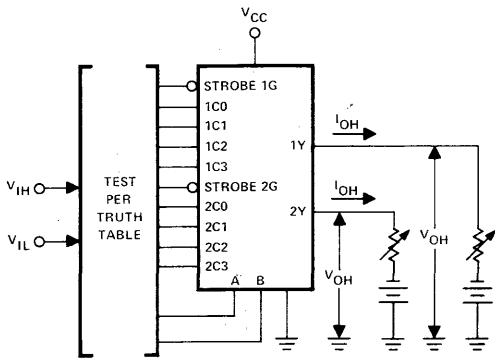 VCC
STROBE 1G
1C0
1C1
1C2
1C3
STROBE 2G
2C0
2C1
2C2
2C3
A B
1Y
2Y
IOH
IOH
VOH
VOH
VIH
VIL
TEST
PER
TRUTH
TABLE